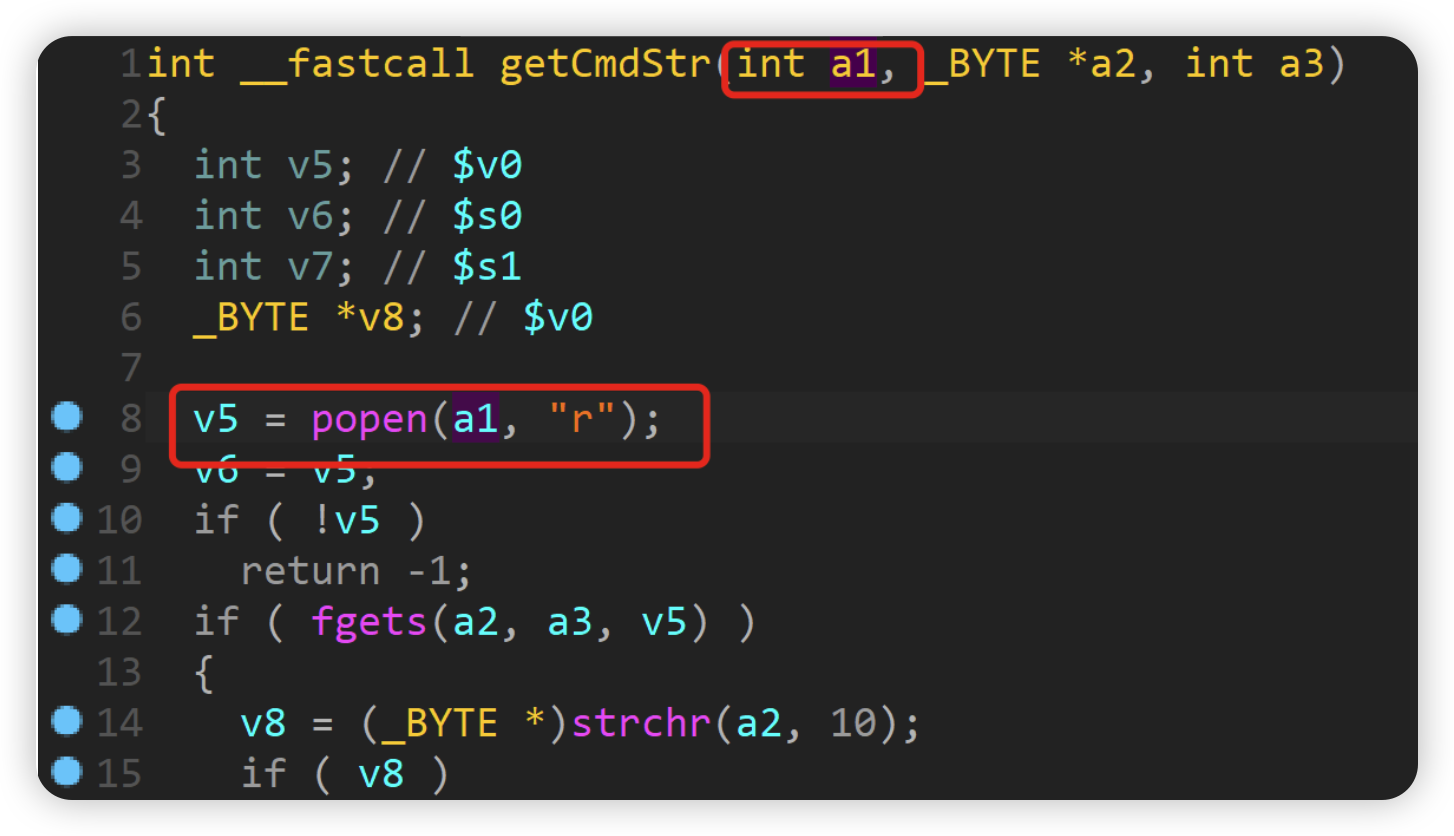 1 int __fastcall getCmdStr(int a1, _BYTE *a2, int a3)
2 {
3 int v5; // $v0
4 int v6; // $s0
5 int v7; // $s1
6 _BYTE *v8; // $v0
7
8 v5 = popen(a1, "r");
9 v6 = v5;
10 if ( !v5 )
11 return -1;
12 if ( fgets(a2, a3, v5) )
13 {
14 v8 = (_BYTE *)strchr(a2, 10);
15 if ( v8 )